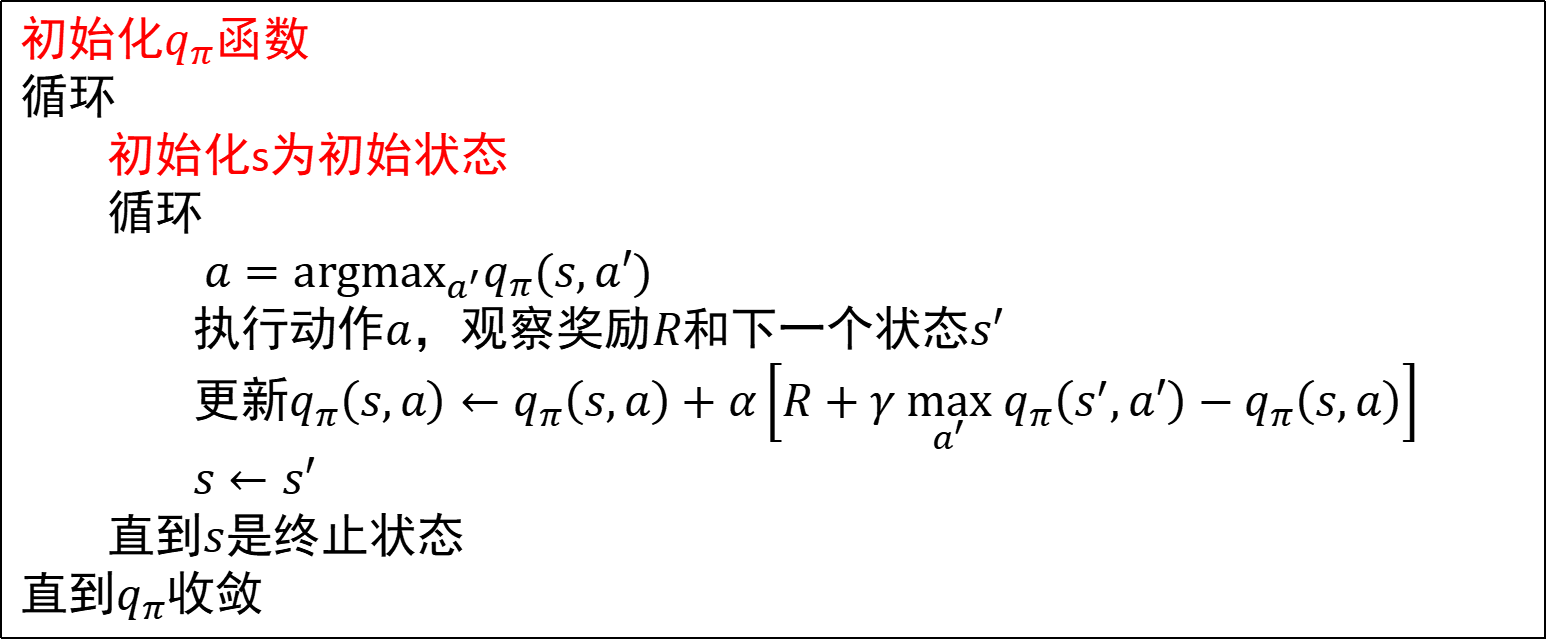 初始化qπ函数
循环
初始化s为初始状态
循环
a = argmaxₐ′qπ(s, a′)
执行动作a，观察奖励R和下一个状态s′
更新qπ(s, a) ← qπ(s, a) + α[R + γ maxₐ′ qπ(s′, a′) − qπ(s, a)]
s ← s′
直到s是终止状态
直到qπ收敛